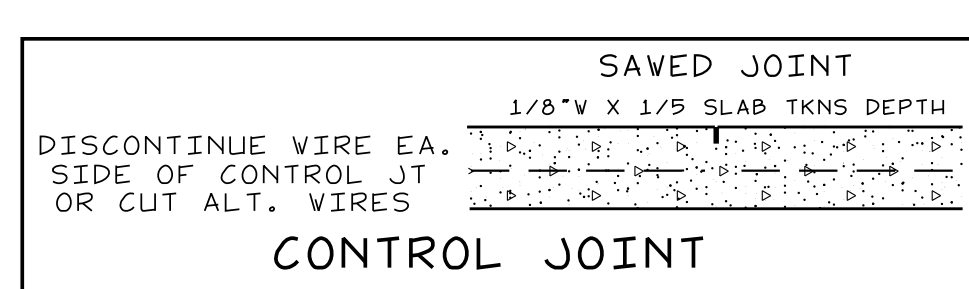 SAWED JOINT
1/8"W X 1/5 SLAB TKNS DEPTH
DISCONTINUE WIRE EA.
SIDE OF CONTROL JT
OR CUT ALT. WIRES
CONTROL JOINT